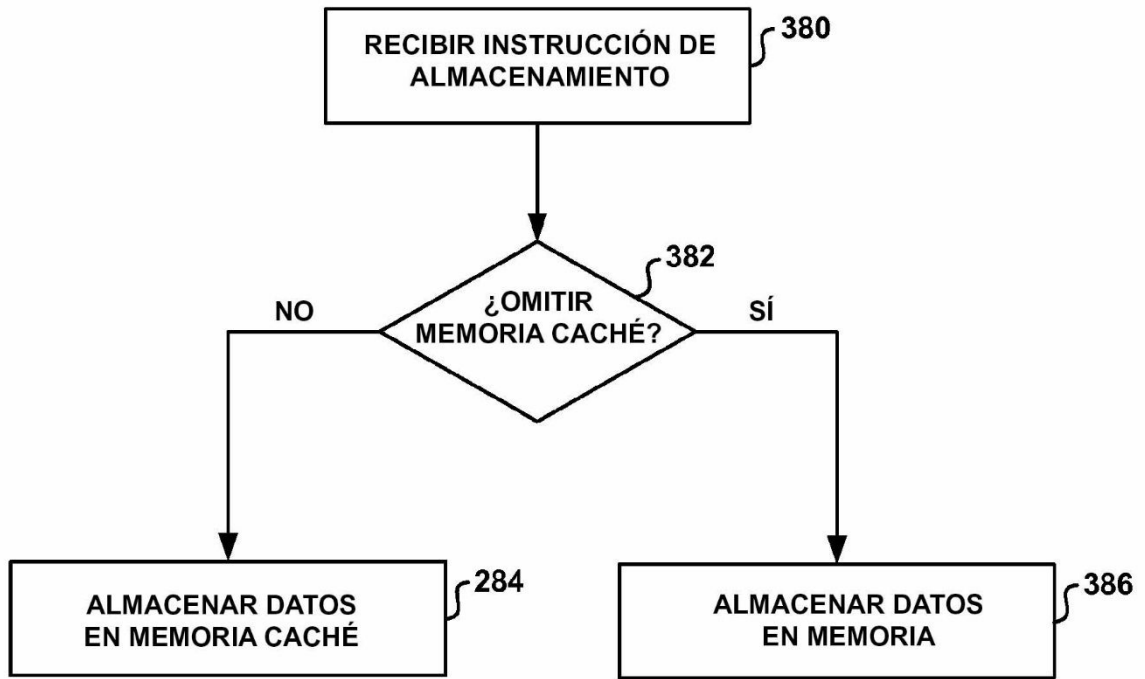 RECIBIR INSTRUCCIÓN DE
ALMACENAMIENTO
380
382
¿OMITIR
MEMORIA CACHÉ?
NO
SÍ
ALMACENAR DATOS
EN MEMORIA CACHÉ
284
ALMACENAR DATOS
EN MEMORIA
386